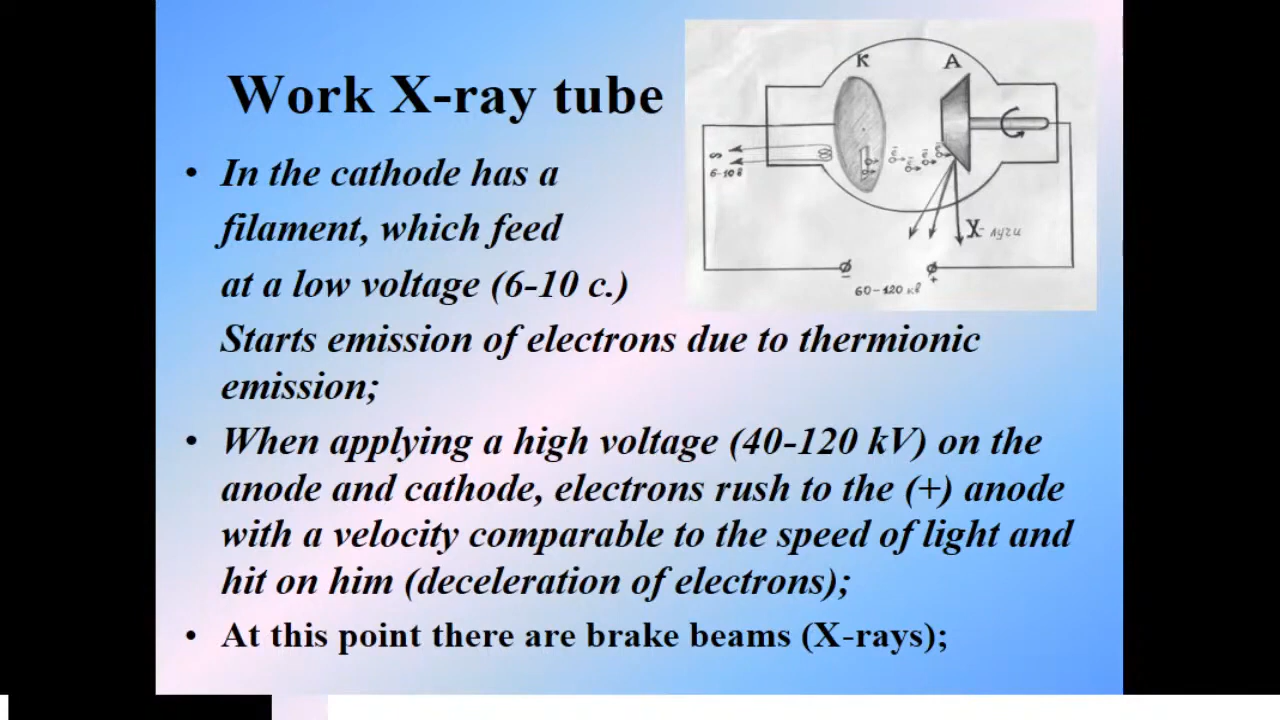 Work X-ray tube
K A
S
6-10 в
X- лучи
− +
60-120 кв
• In the cathode has a
filament, which feed
at a low voltage (6-10 c.)
Starts emission of electrons due to thermionic
emission;
• When applying a high voltage (40-120 kV) on the
anode and cathode, electrons rush to the (+) anode
with a velocity comparable to the speed of light and
hit on him (deceleration of electrons);
• At this point there are brake beams (X-rays);